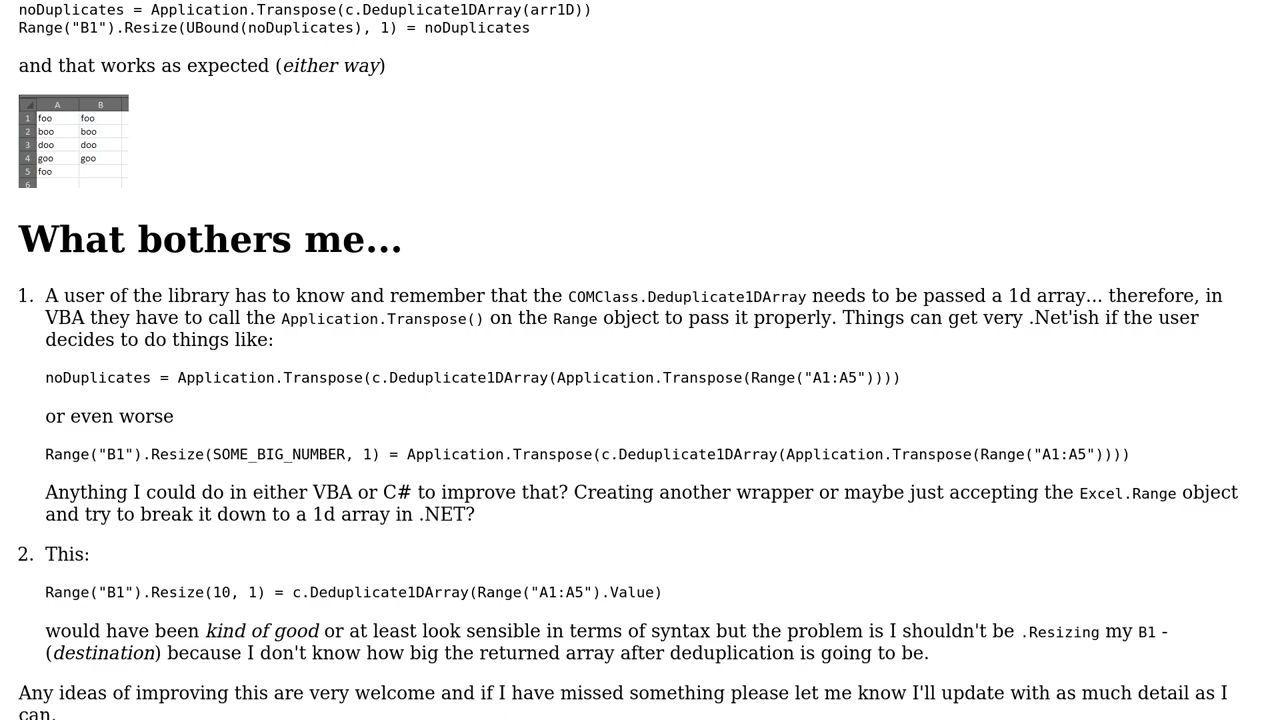 noDuplicates = Application.Transpose(c.Deduplicate1DArray(arr1D))
Range("B1").Resize(UBound(noDuplicates), 1) = noDuplicates
and that works as expected (either way)
A B
1 foo foo
2 boo boo
3 doo doo
4 goo goo
5 foo
6
What bothers me...
1. A user of the library has to know and remember that the COMClass.Deduplicate1DArray needs to be passed a 1d array... therefore, in
VBA they have to call the Application.Transpose() on the Range object to pass it properly. Things can get very .Net'ish if the user
decides to do things like:
noDuplicates = Application.Transpose(c.Deduplicate1DArray(Application.Transpose(Range("A1:A5"))))
or even worse
Range("B1").Resize(SOME_BIG_NUMBER, 1) = Application.Transpose(c.Deduplicate1DArray(Application.Transpose(Range("A1:A5"))))
Anything I could do in either VBA or C# to improve that? Creating another wrapper or maybe just accepting the Excel.Range object
and try to break it down to a 1d array in .NET?
2. This:
Range("B1").Resize(10, 1) = c.Deduplicate1DArray(Range("A1:A5").Value)
would have been kind of good or at least look sensible in terms of syntax but the problem is I shouldn't be .Resizing my B1 -
(destination) because I don't know how big the returned array after deduplication is going to be.
Any ideas of improving this are very welcome and if I have missed something please let me know I'll update with as much detail as I
can.